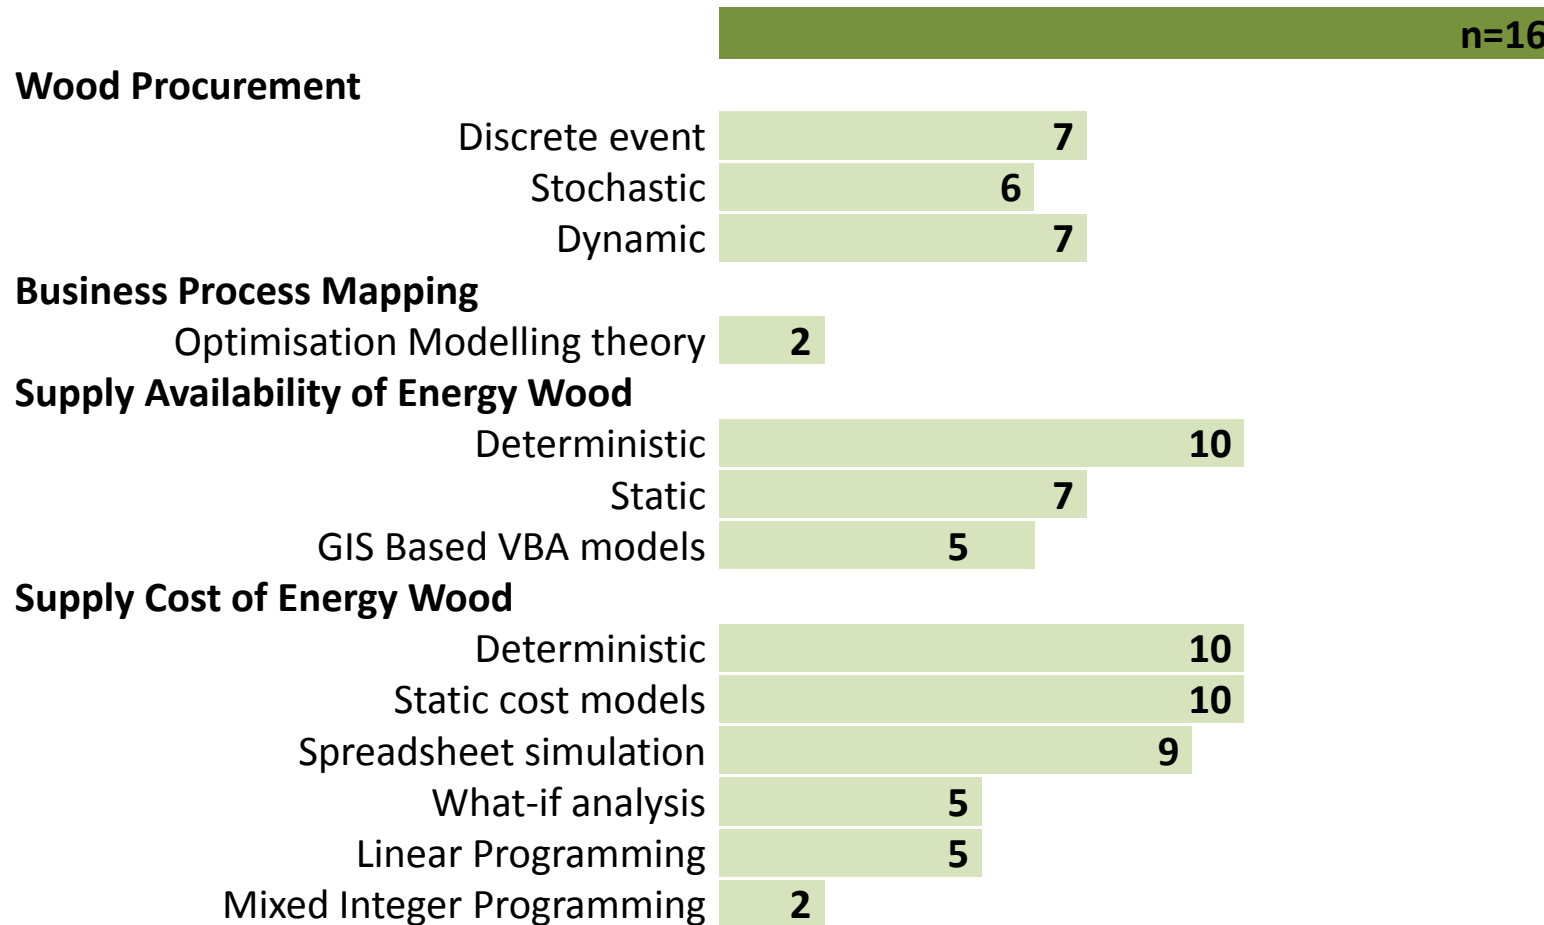 n=16
Wood Procurement
Discrete event 7
Stochastic 6
Dynamic 7
Business Process Mapping
Optimisation Modelling theory 2
Supply Availability of Energy Wood
Deterministic 10
Static 7
GIS Based VBA models 5
Supply Cost of Energy Wood
Deterministic 10
Static cost models 10
Spreadsheet simulation 9
What-if analysis 5
Linear Programming 5
Mixed Integer Programming 2